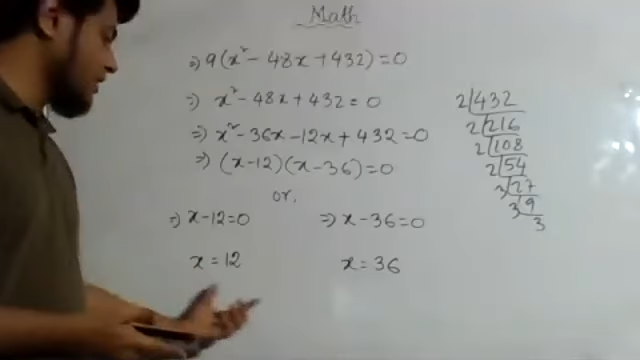 Math
⇒) 9(x² - 48x + 432) = 0
⇒) x² - 48x + 432 = 0
⇒) x² - 36x - 12x + 432 = 0
⇒) (x-12) (x-36) = 0
or,
⇒) x-12=0 ⇒) x-36=0
x = 12 x = 36
2|432
2|216
2|108
2|54
3|27
3|9
3